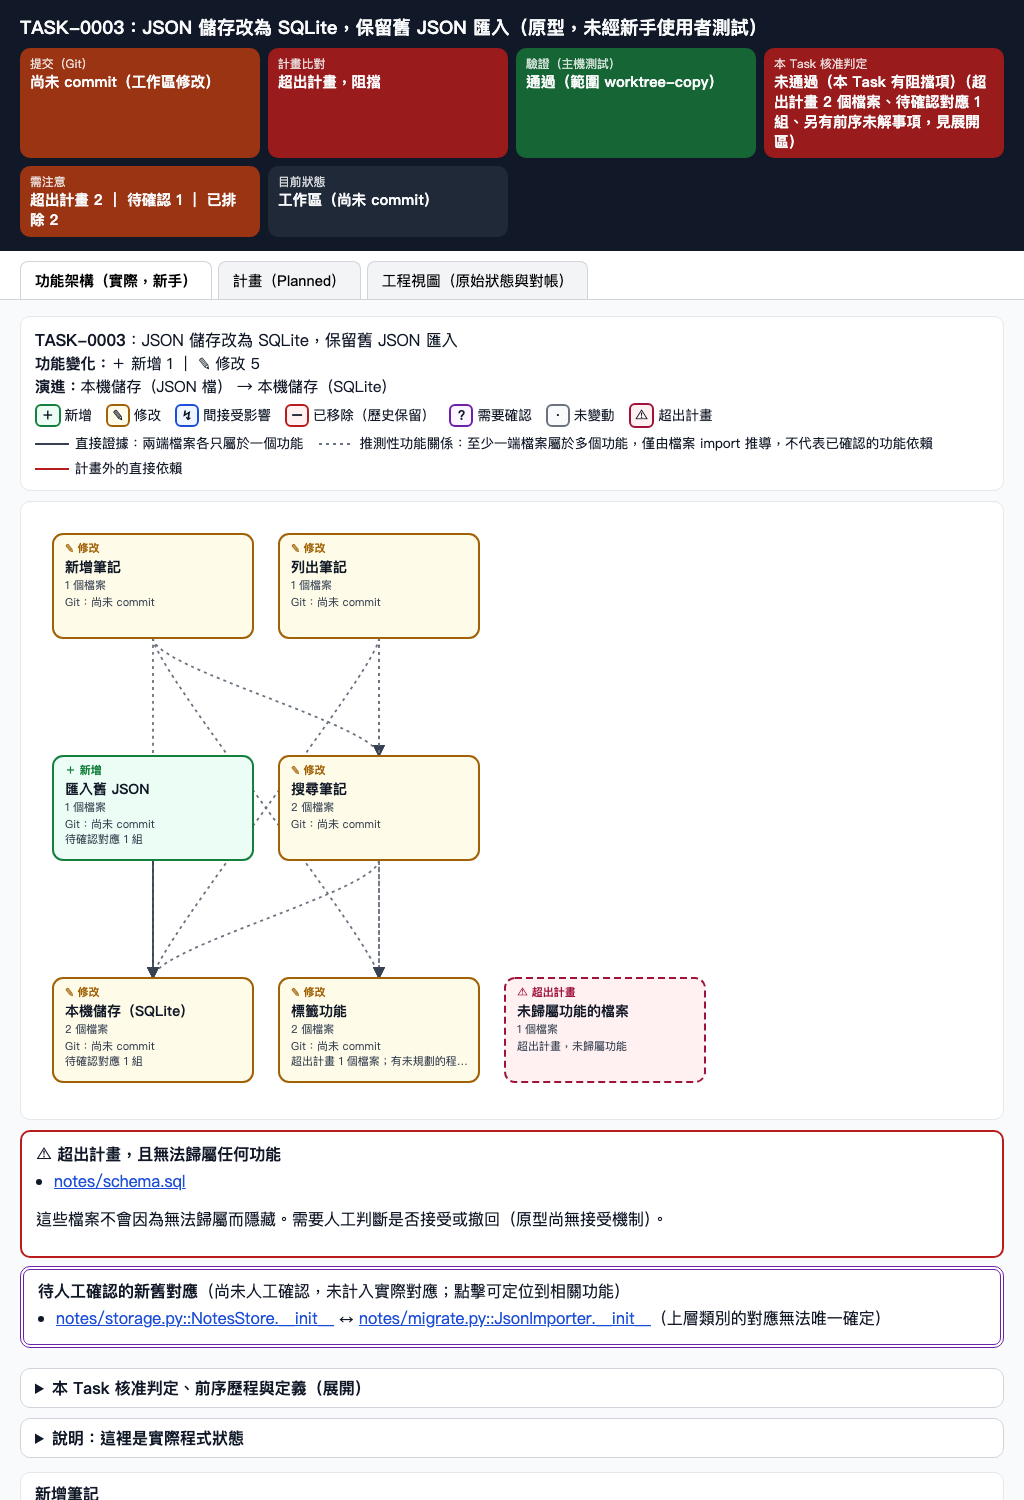 TASK-0003：JSON 儲存改為 SQLite，保留舊 JSON 匯入（原型，未經新手使用者測試）
提交（Git）
尚未 commit（工作區修改）
計畫比對
超出計畫，阻擋
驗證（主機測試）
通過（範圍 worktree-copy）
本 Task 核准判定
未通過（本 Task 有阻擋項）（超
出計畫 2 個檔案、待確認對應 1
組、另有前序未解事項，見展開
區）
需注意
超出計畫 2 ｜ 待確認 1 ｜ 已排
除 2
目前狀態
工作區（尚未 commit）
功能架構（實際，新手）
計畫（Planned）
工程視圖（原始狀態與對帳）
TASK-0003：JSON 儲存改為 SQLite，保留舊 JSON 匯入
功能變化：＋ 新增 1 ｜ ✎ 修改 5
演進：本機儲存（JSON 檔） → 本機儲存（SQLite）
＋ 新增 ✎ 修改 ↯ 間接受影響 − 已移除（歷史保留） ? 需要確認 · 未變動 ⚠ 超出計畫
直接證據：兩端檔案各只屬於一個功能 推測性功能關係：至少一端檔案屬於多個功能，僅由檔案 import 推導，不代表已確認的功能依賴
計畫外的直接依賴
✎ 修改
新增筆記
1 個檔案
Git：尚未 commit
✎ 修改
列出筆記
1 個檔案
Git：尚未 commit
＋ 新增
匯入舊 JSON
1 個檔案
Git：尚未 commit
待確認對應 1 組
✎ 修改
搜尋筆記
2 個檔案
Git：尚未 commit
✎ 修改
本機儲存（SQLite）
2 個檔案
Git：尚未 commit
待確認對應 1 組
✎ 修改
標籤功能
2 個檔案
Git：尚未 commit
超出計畫 1 個檔案；有未規劃的程…
⚠ 超出計畫
未歸屬功能的檔案
1 個檔案
超出計畫，未歸屬功能
⚠ 超出計畫，且無法歸屬任何功能
• notes/schema.sql
這些檔案不會因為無法歸屬而隱藏。需要人工判斷是否接受或撤回（原型尚無接受機制）。
待人工確認的新舊對應（尚未人工確認，未計入實際對應；點擊可定位到相關功能）
• notes/storage.py::NotesStore.__init__ ↔ notes/migrate.py::JsonImporter.__init__（上層類別的對應無法唯一確定）
▶ 本 Task 核准判定、前序歷程與定義（展開）
▶ 說明：這裡是實際程式狀態
新增筆記